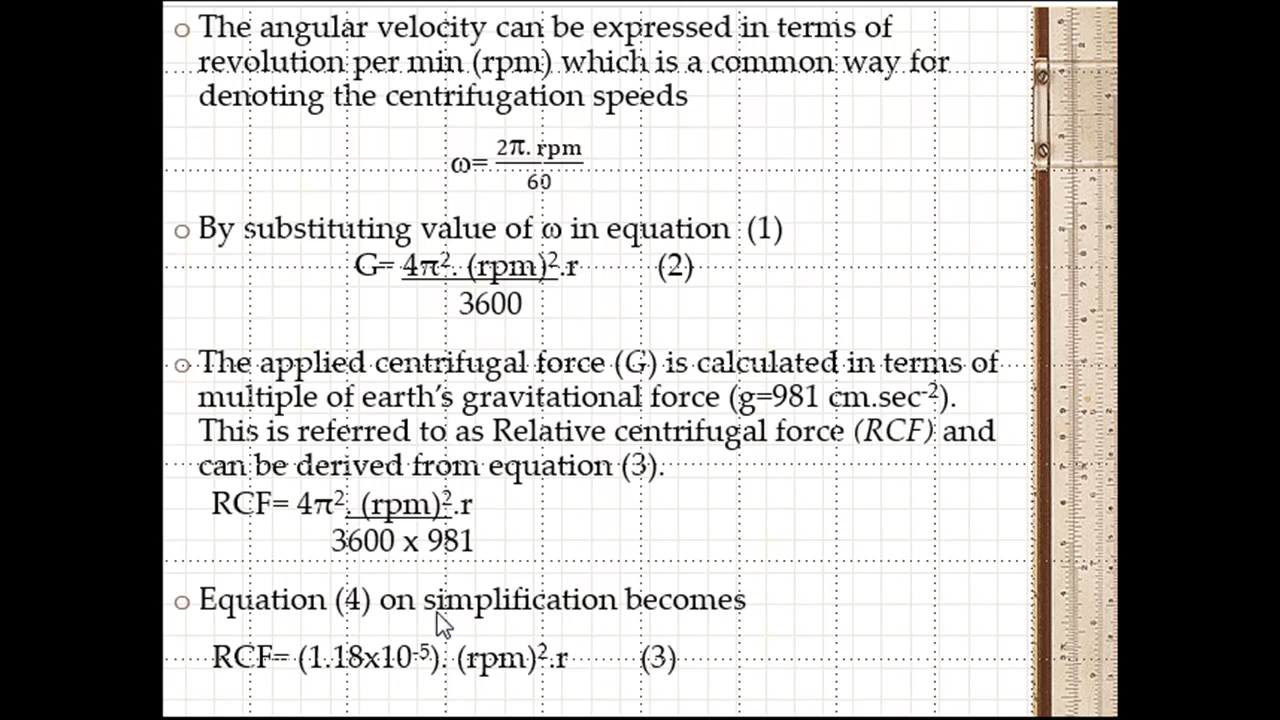 The angular velocity can be expressed in terms of
revolution per min (rpm) which is a common way for
denoting the centrifugation speeds
ω= 2π. rpm
60
By substituting value of ω in equation (1)
G= 4π². (rpm)².r (2)
3600
The applied centrifugal force (G) is calculated in terms of
multiple of earth’s gravitational force (g=981 cm.sec⁻²).
This is referred to as Relative centrifugal force (RCF) and
can be derived from equation (3).
RCF= 4π². (rpm)².r
3600 x 981
Equation (4) on simplification becomes
RCF= (1.18x10⁻⁵). (rpm)².r (3)